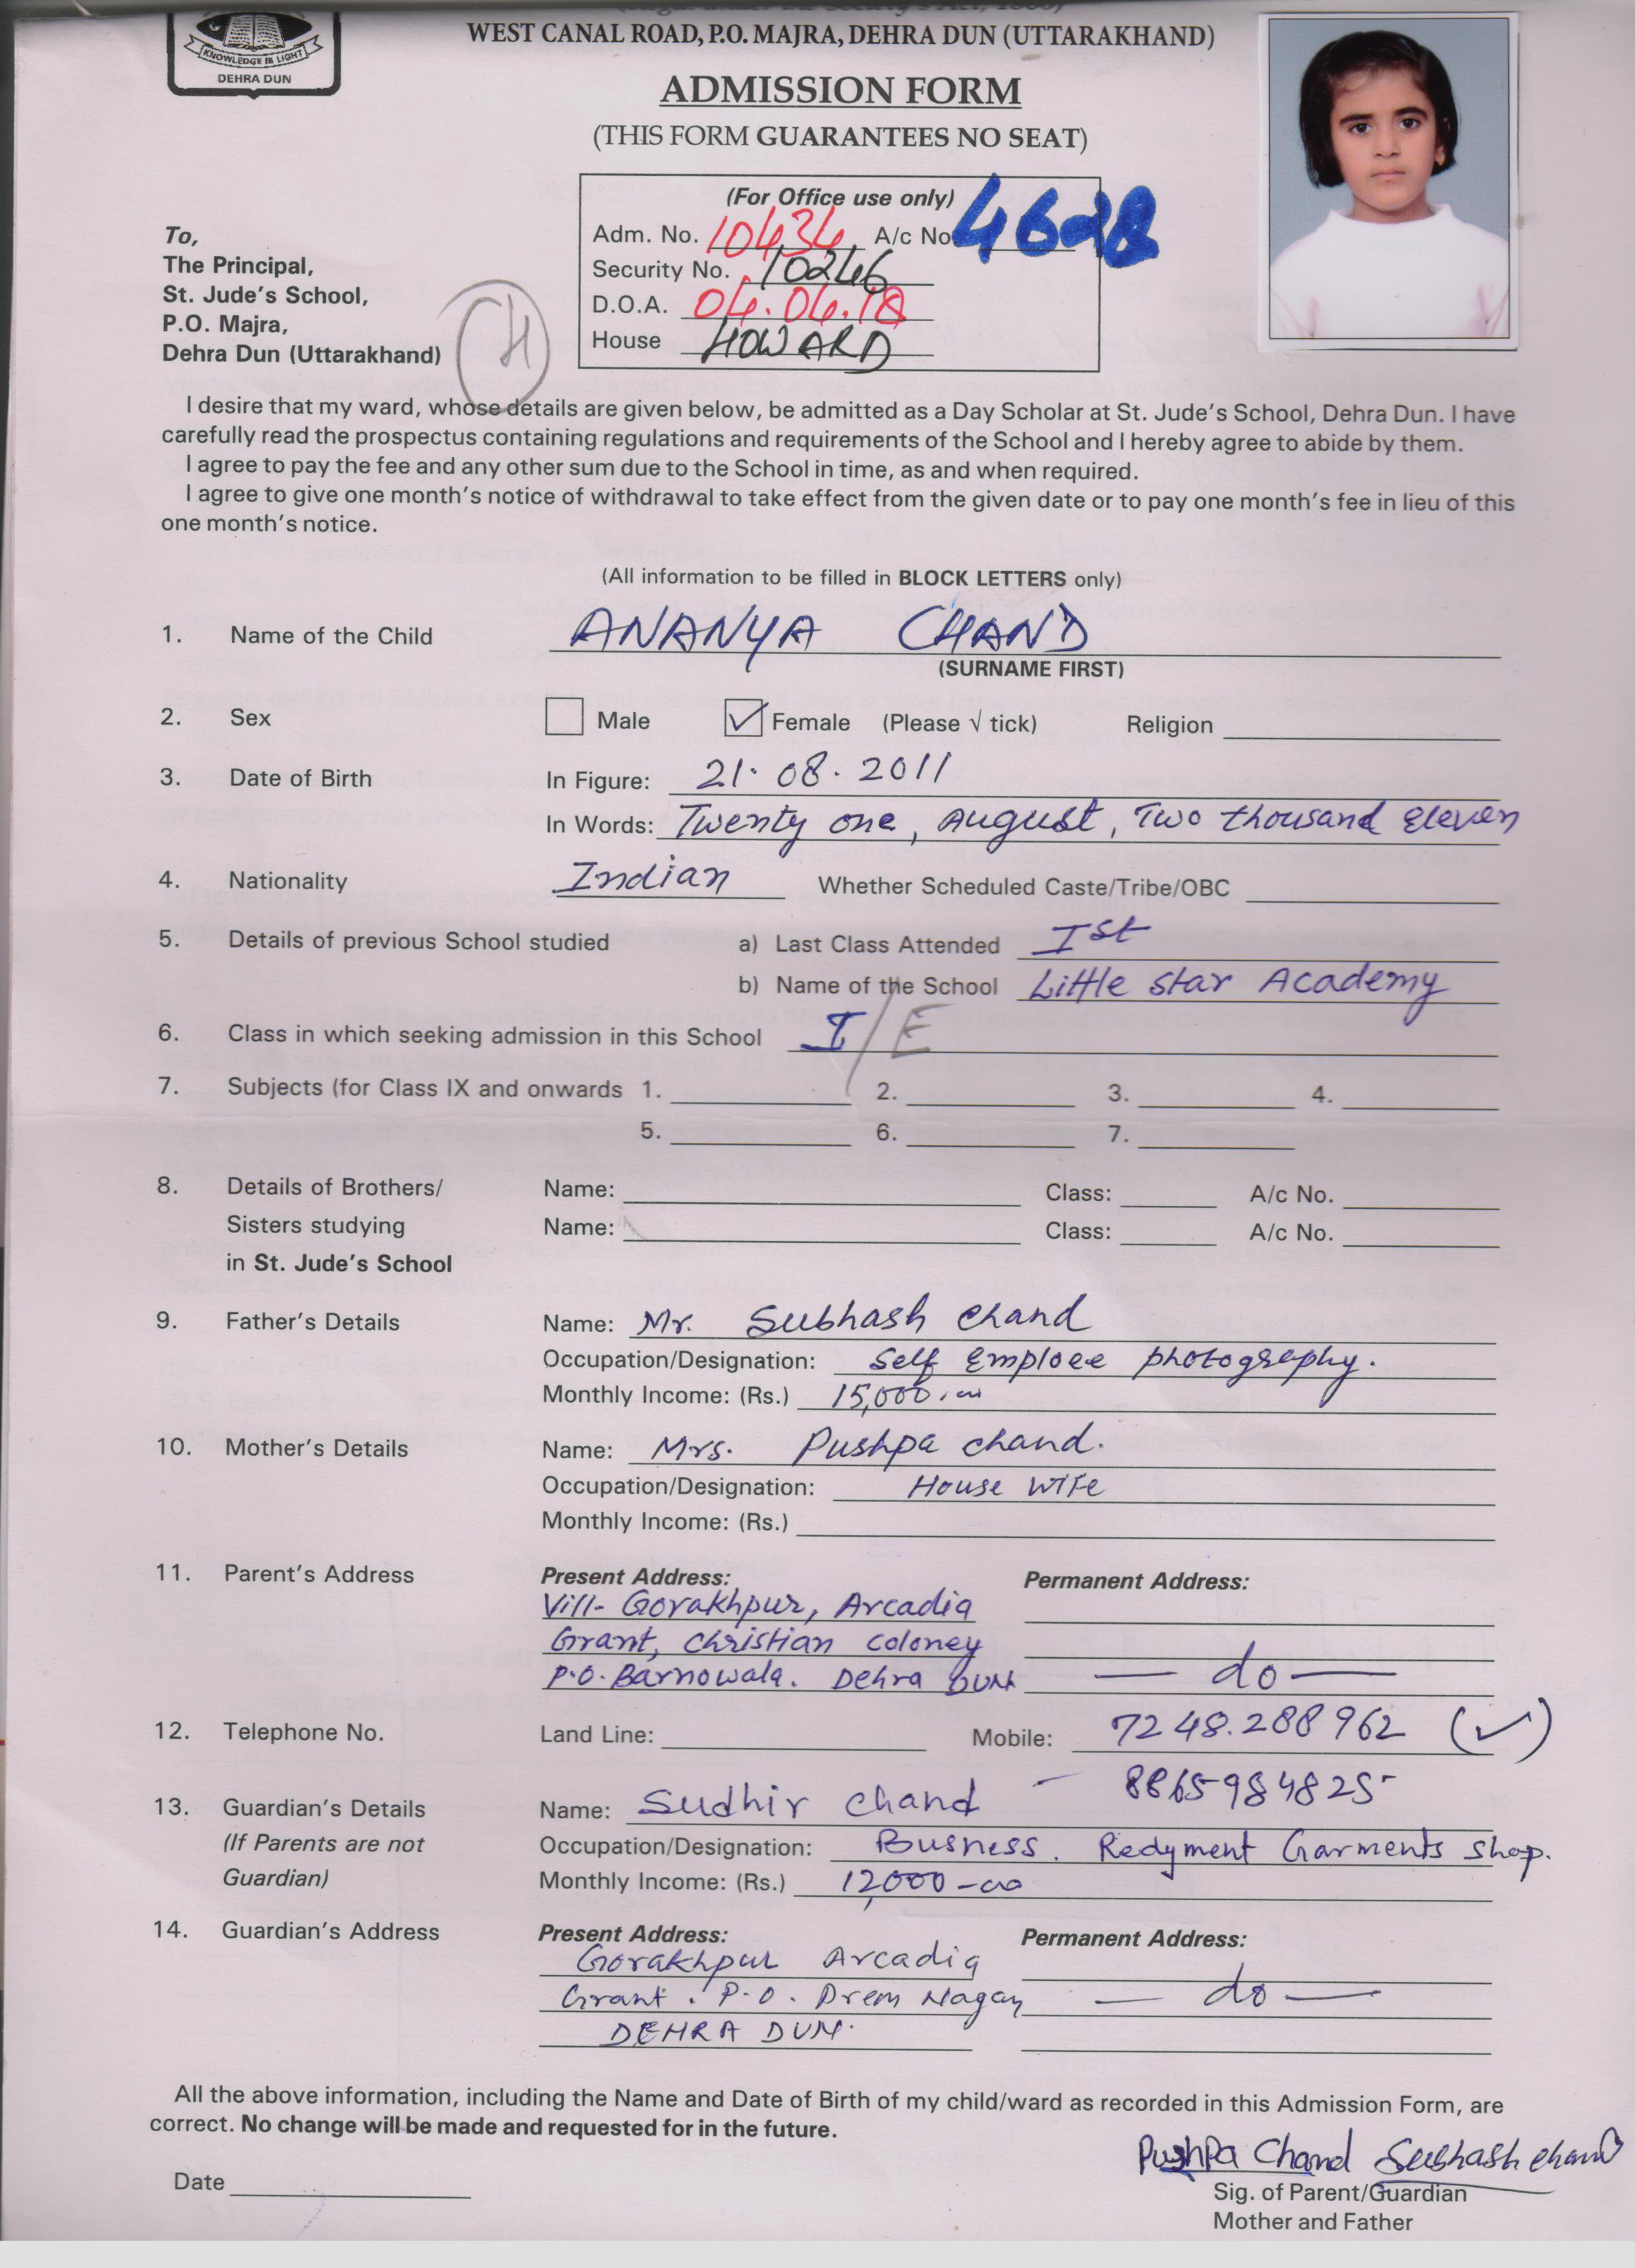 KNOWLEDGE IS LIGHT
DEHRA DUN
WEST CANAL ROAD, P.O. MAJRA, DEHRA DUN (UTTARAKHAND)
ADMISSION FORM
(THIS FORM GUARANTEES NO SEAT)
(For Office use only)
Adm. No. 10434 A/c No 4628
Security No. 10246
D.O.A. 04.04.18
House HOWARD
To,
The Principal,
St. Jude's School,
P.O. Majra,
Dehra Dun (Uttarakhand)
H
I desire that my ward, whose details are given below, be admitted as a Day Scholar at St. Jude's School, Dehra Dun. I have
carefully read the prospectus containing regulations and requirements of the School and I hereby agree to abide by them.
I agree to pay the fee and any other sum due to the School in time, as and when required.
I agree to give one month's notice of withdrawal to take effect from the given date or to pay one month's fee in lieu of this
one month's notice.
(All information to be filled in BLOCK LETTERS only)
1. Name of the Child ANANYA CHAND
(SURNAME FIRST)
2. Sex Male ✓ Female (Please √ tick) Religion
3. Date of Birth In Figure: 21.08.2011
In Words: Twenty one, August, Two thousand Eleven
4. Nationality Indian Whether Scheduled Caste/Tribe/OBC
5. Details of previous School studied a) Last Class Attended Ist
b) Name of the School Little star Academy
6. Class in which seeking admission in this School I/E
7. Subjects (for Class IX and onwards 1. 2. 3. 4.
5. 6. 7.
8. Details of Brothers/ Name: Class: A/c No.
Sisters studying Name: Class: A/c No.
in St. Jude's School
9. Father's Details Name: Mr. Subhash Chand
Occupation/Designation: Self Emploee photography.
Monthly Income: (Rs.) 15,000.00
10. Mother's Details Name: Mrs. Pushpa chand.
Occupation/Designation: House Wife
Monthly Income: (Rs.)
11. Parent's Address Present Address: Permanent Address:
Vill- Gorakhpur, Arcadia
Grant, Christian Coloney
P.O. Barnowala. Dehra DUN — do —
12. Telephone No. Land Line: Mobile: 7248.288962 (✓)
8865984825
13. Guardian's Details Name: Sudhir Chand
(If Parents are not Occupation/Designation: Busness. Redyment Garments Shop.
Guardian) Monthly Income: (Rs.) 12,000-00
14. Guardian's Address Present Address: Permanent Address:
Gorakhpur Arcadia
Grant. P.O. Prem Nagar — do —
DEHRA DUN.
All the above information, including the Name and Date of Birth of my child/ward as recorded in this Admission Form, are
correct. No change will be made and requested for in the future.
Pushpa Chand Subhash Chand
Date
Sig. of Parent/Guardian
Mother and Father